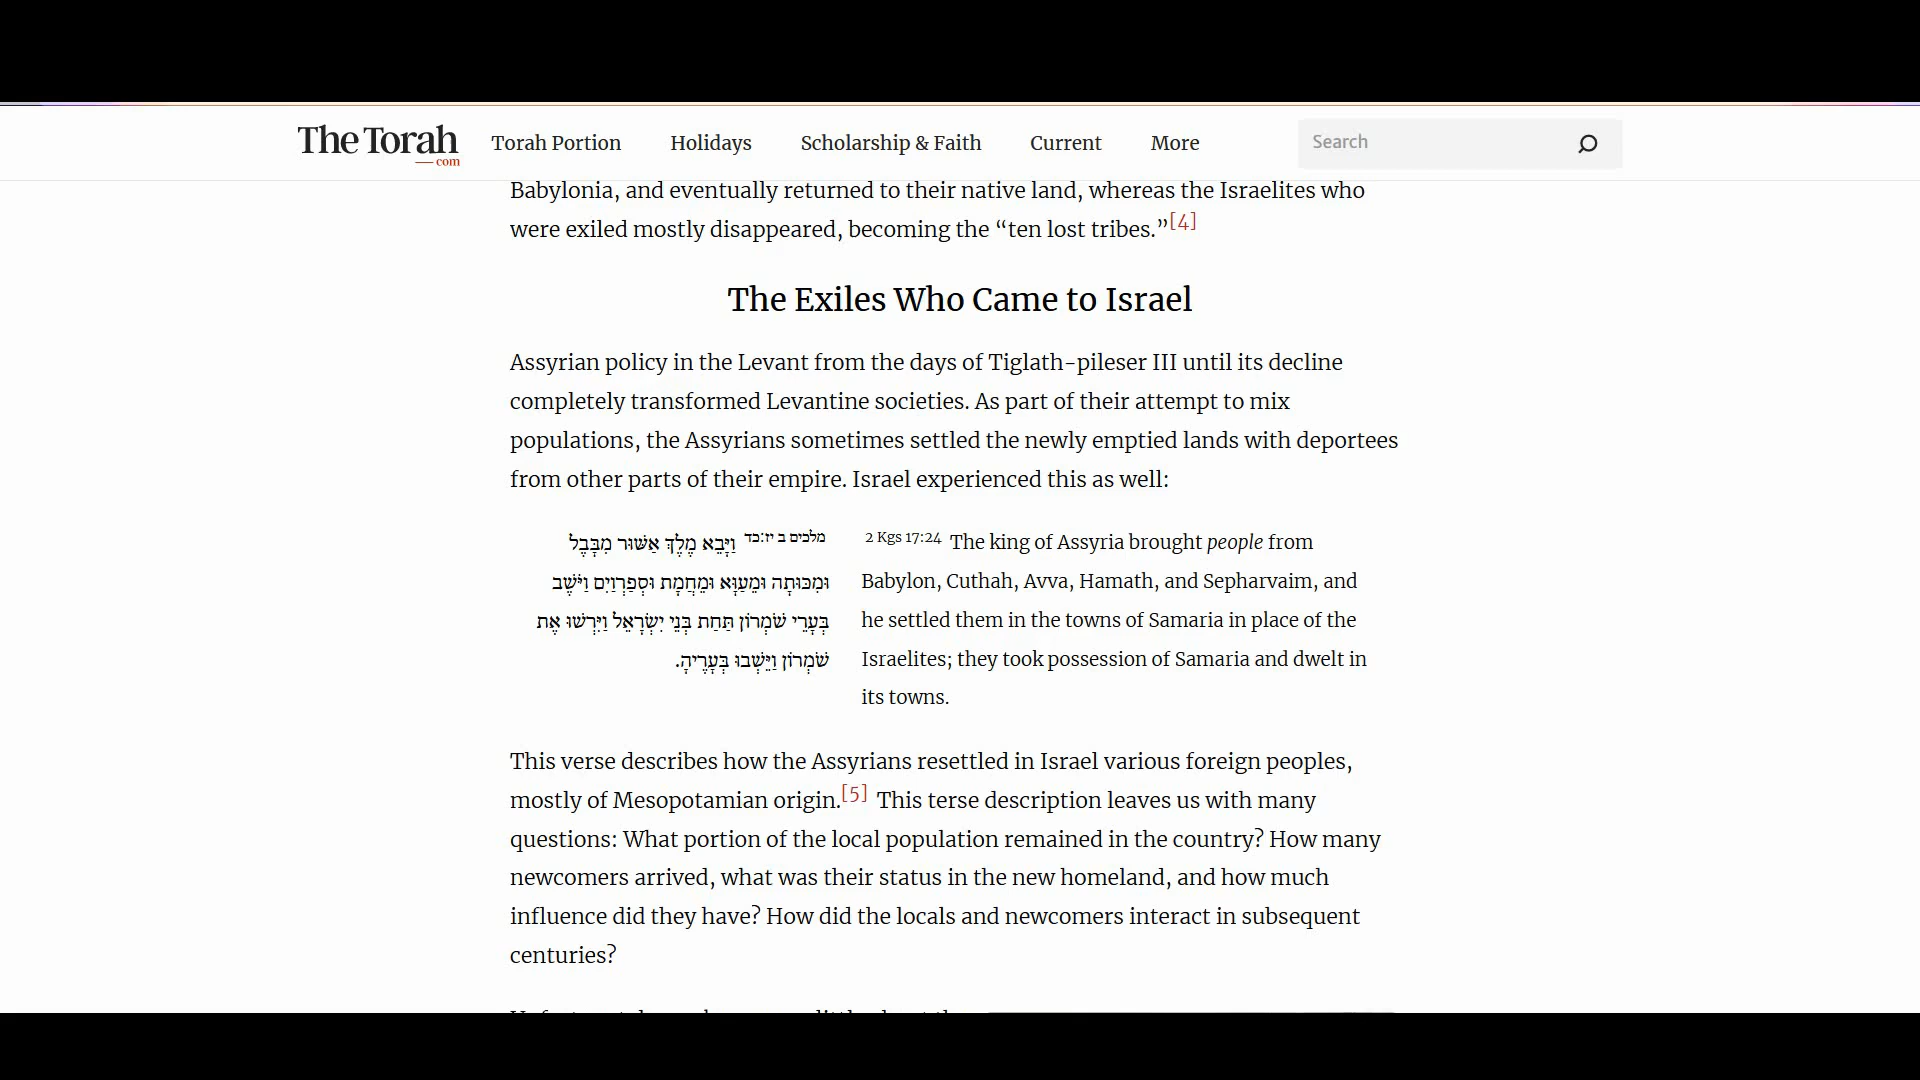 The Torah
com
Torah Portion
Holidays
Scholarship & Faith
Current
More
Search
Babylonia, and eventually returned to their native land, whereas the Israelites who
were exiled mostly disappeared, becoming the “ten lost tribes.”[4]
The Exiles Who Came to Israel
Assyrian policy in the Levant from the days of Tiglath-pileser III until its decline
completely transformed Levantine societies. As part of their attempt to mix
populations, the Assyrians sometimes settled the newly emptied lands with deportees
from other parts of their empire. Israel experienced this as well:
מלכים ב יז:כד וַיָּבֵא מֶלֶךְ אַשּׁוּר מִבָּבֶל
וּמִכּוּתָה וּמֵעַוָּא וּמֵחֲמָת וּסְפַרְוַיִם וַיֹּשֶׁב
בְּעָרֵי שֹׁמְרוֹן תַּחַת בְּנֵי יִשְׂרָאֵל וַיִּרְשׁוּ אֶת
שֹׁמְרוֹן וַיֵּשְׁבוּ בְּעָרֶיהָ.
2 Kgs 17:24 The king of Assyria brought people from
Babylon, Cuthah, Avva, Hamath, and Sepharvaim, and
he settled them in the towns of Samaria in place of the
Israelites; they took possession of Samaria and dwelt in
its towns.
This verse describes how the Assyrians resettled in Israel various foreign peoples,
mostly of Mesopotamian origin.[5] This terse description leaves us with many
questions: What portion of the local population remained in the country? How many
newcomers arrived, what was their status in the new homeland, and how much
influence did they have? How did the locals and newcomers interact in subsequent
centuries?